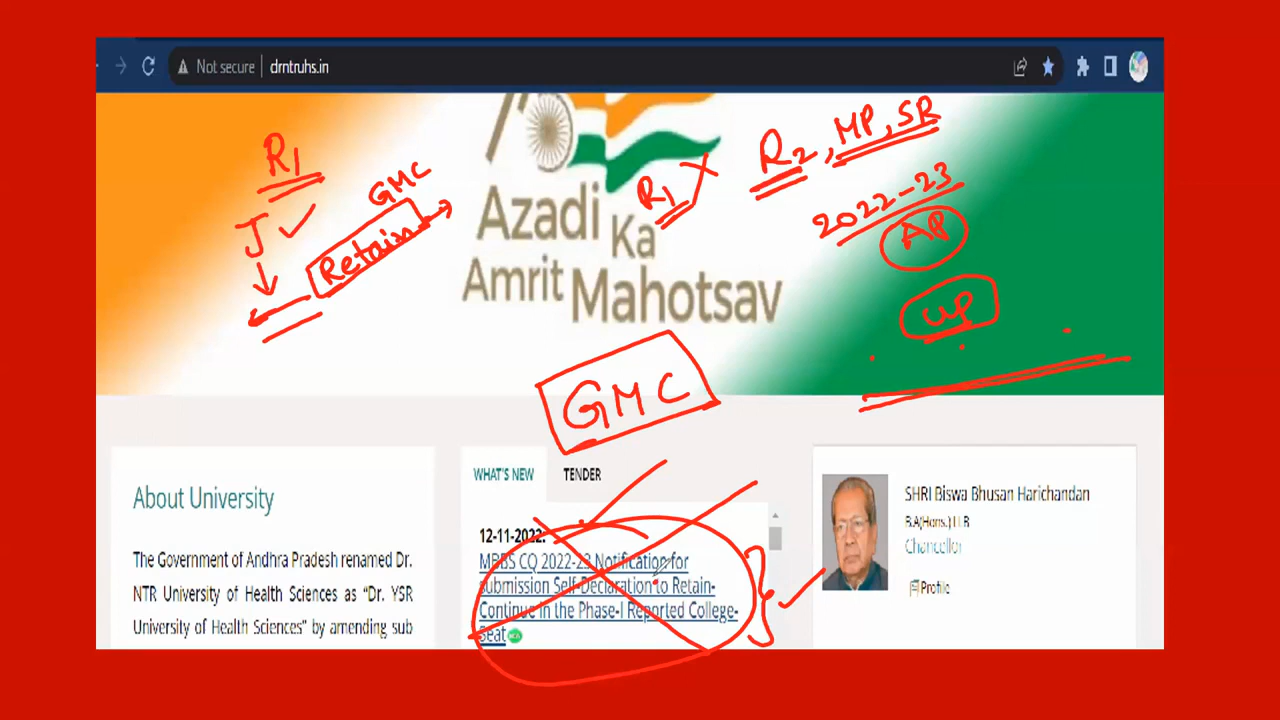 Not secure
drntruhs.in
R1
J
GMC
Retain
R1
R2, MP, SR
2022-23
AP
UP
Azadi
Ka
Amrit Mahotsav
GMC
About University
The Government of Andhra Pradesh renamed Dr.
NTR University of Health Sciences as “Dr. YSR
University of Health Sciences” by amending sub
WHAT'S NEW
TENDER
12-11-2022:
MBBS CQ 2022-23 Notification for
submission Self-Declaration to Retain-
Continue in the Phase-I Reported College-
Seat
SHRI Biswa Bhusan Harichandan
B.A(Hons.) LLB
Chancellor
Profile